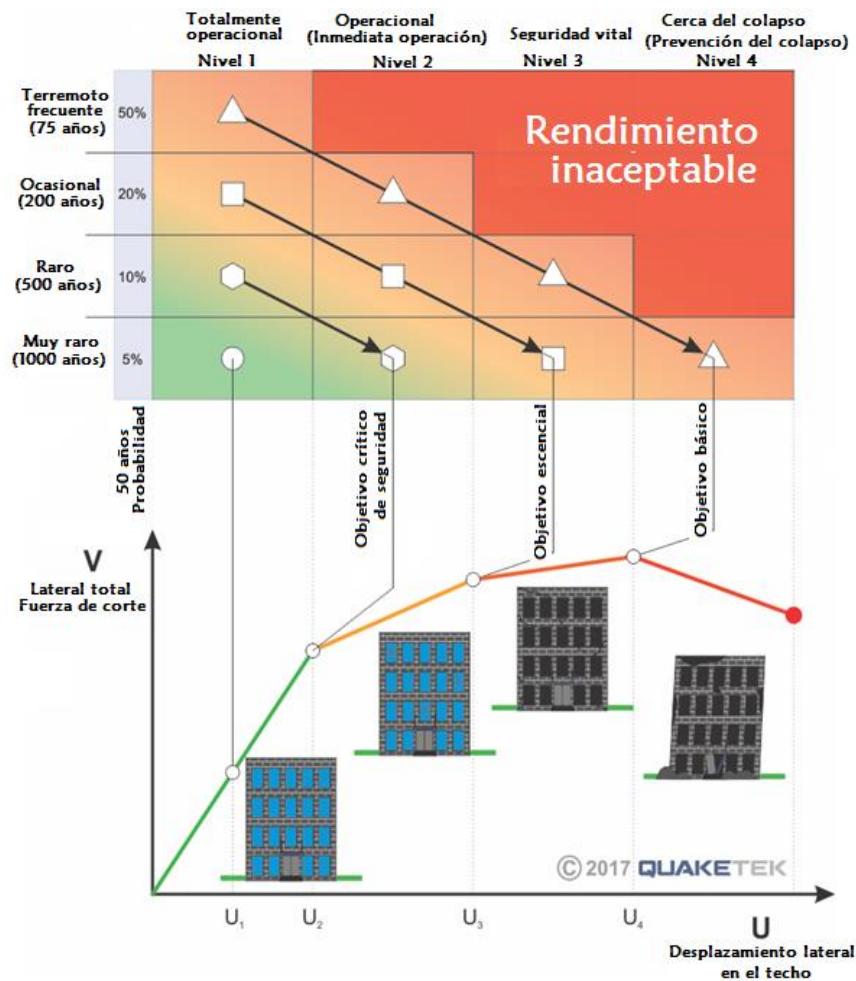 Totalmente
operacional
Nivel 1
Operacional
(Inmediata operación)
Nivel 2
Seguridad vital
Nivel 3
Cerca del colapso
(Prevención del colapso)
Nivel 4
Terremoto
frecuente
(75 años)
50%
Rendimiento
inaceptable
Ocasional
(200 años)
20%
Raro
(500 años)
10%
Muy raro
(1000 años)
5%
50 años
Probabilidad
Objetivo crítico
de seguridad
Objetivo escencial
Objetivo básico
V
Lateral total
Fuerza de corte
© 2017 QUAKETEK
U1
U2
U3
U4
U
Desplazamiento lateral
en el techo